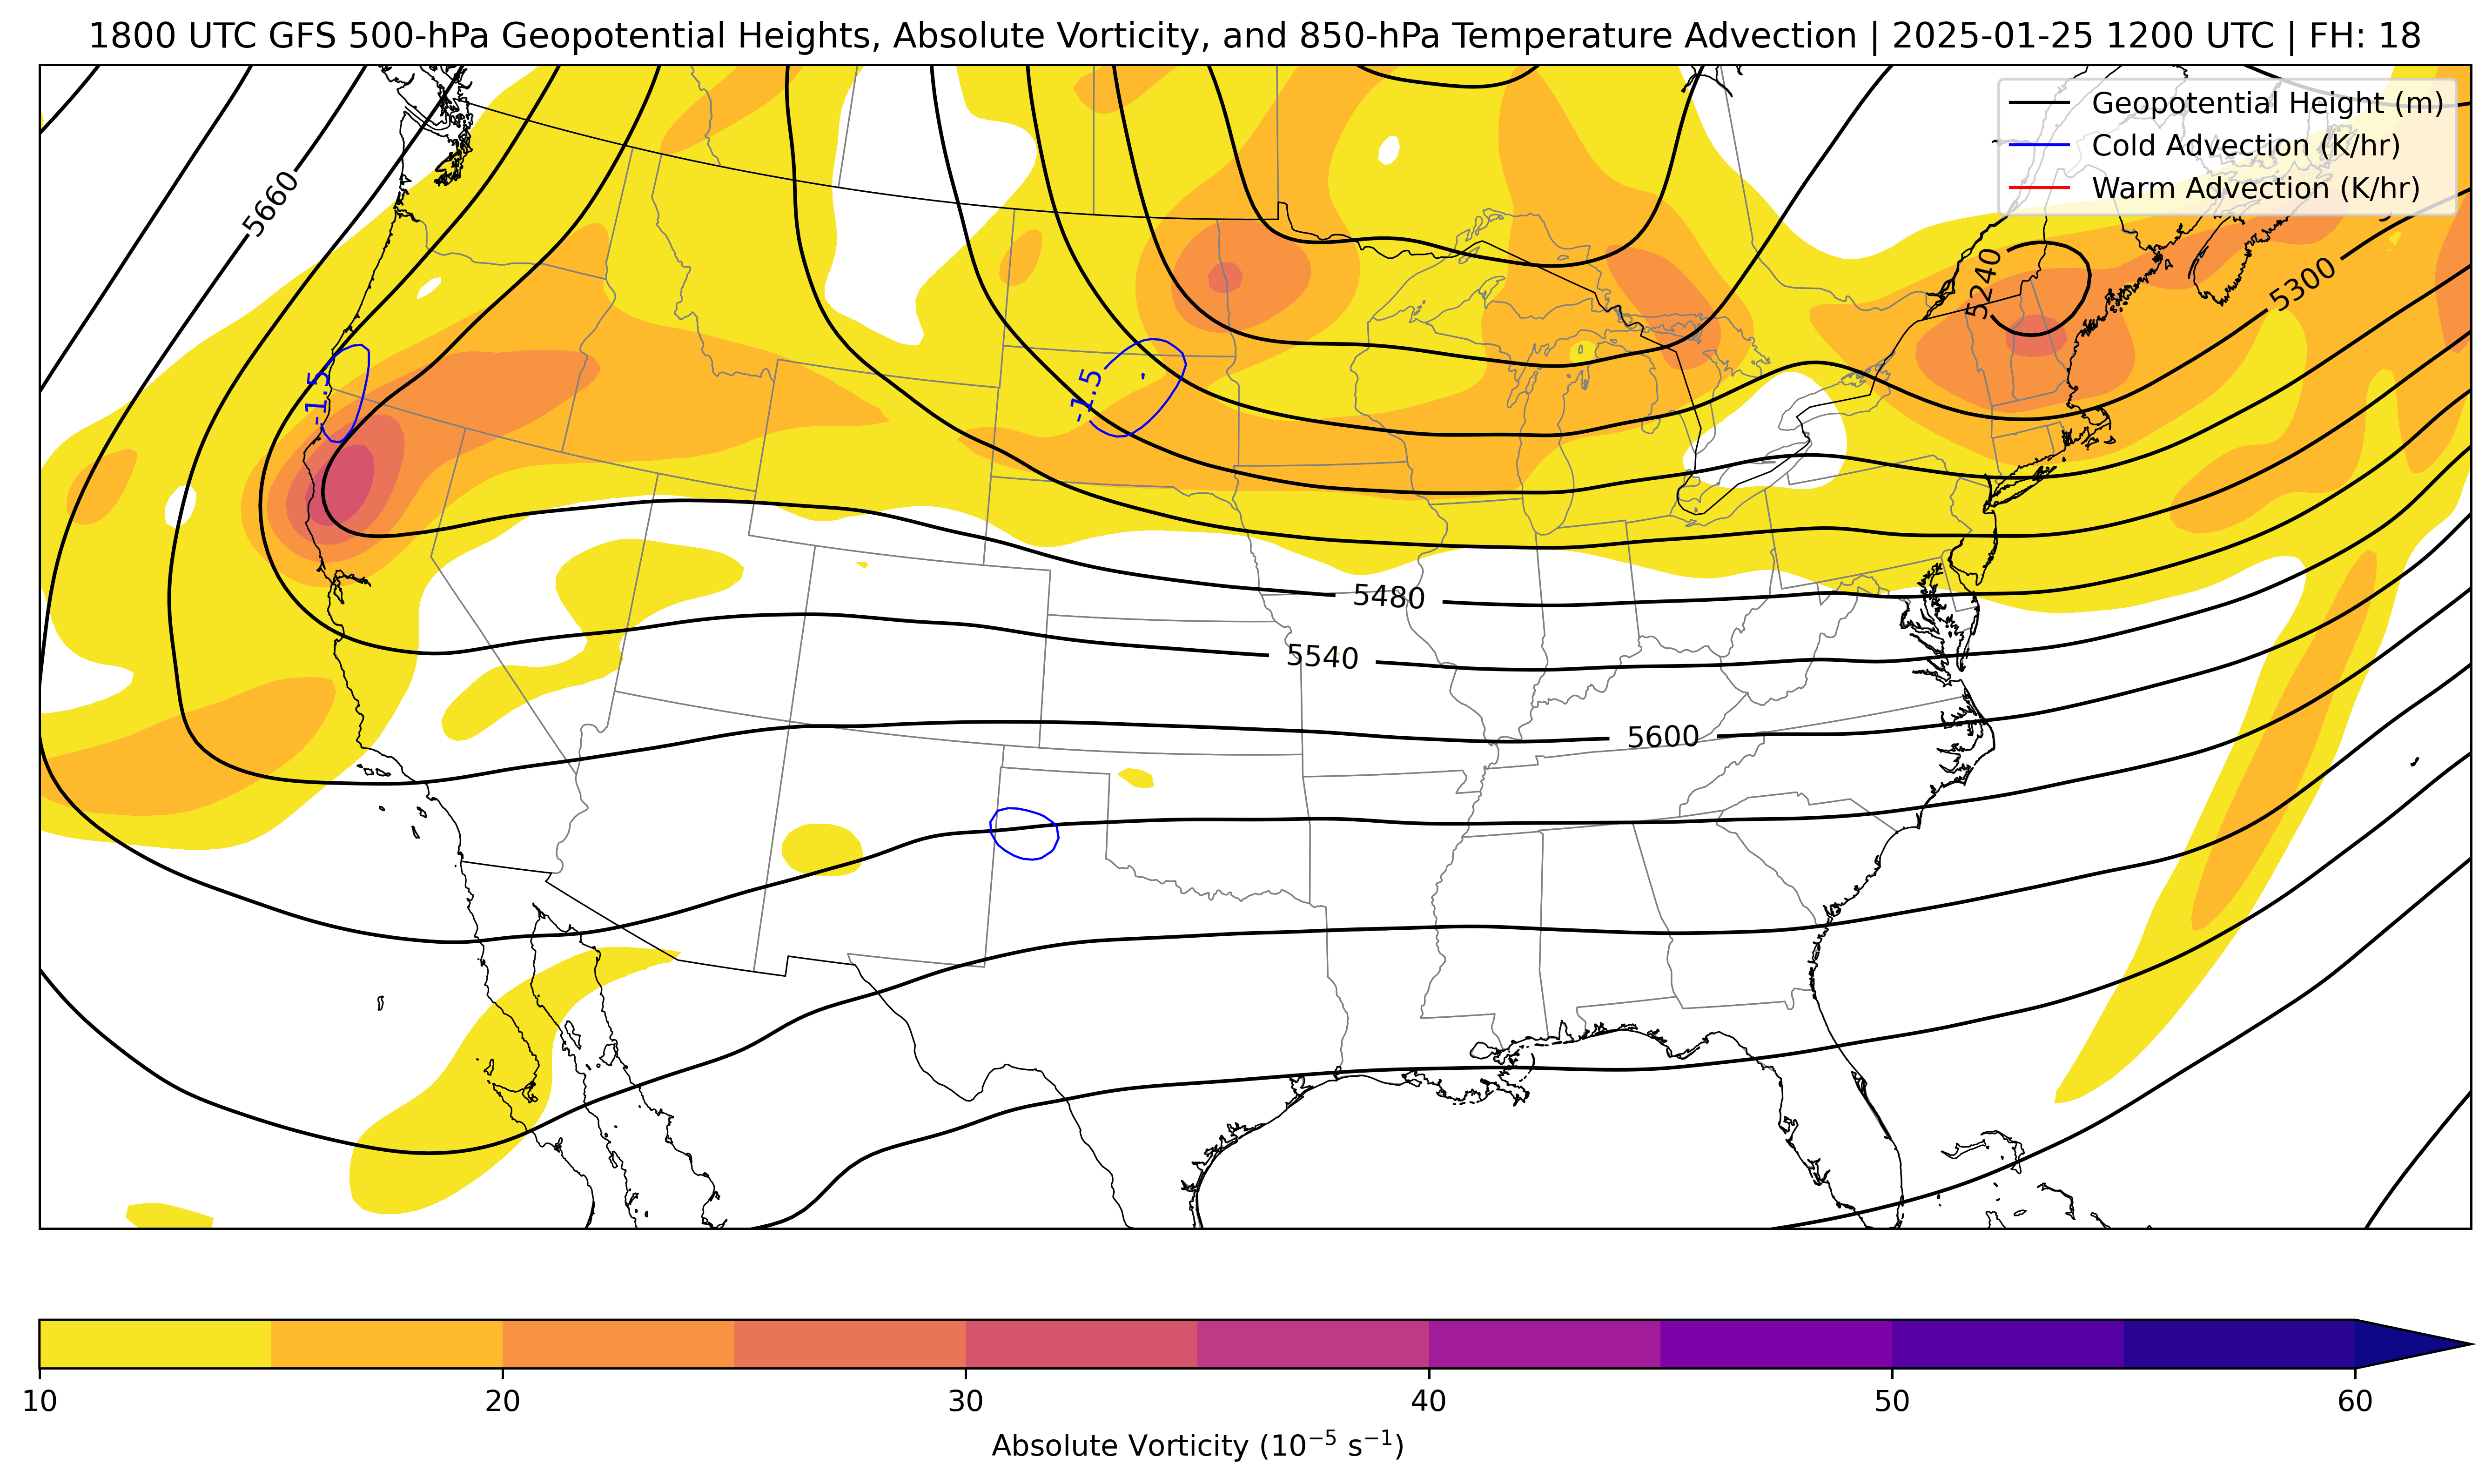 1800 UTC GFS 500-hPa Geopotential Heights, Absolute Vorticity, and 850-hPa Temperature Advection | 2025-01-25 1200 UTC | FH: 18
Geopotential Height (m)
Cold Advection (K/hr)
Warm Advection (K/hr)
5660
5240
5300
-1.5
-1.5
5480
5540
5600
10 20 30 40 50 60
Absolute Vorticity (10⁻⁵ s⁻¹)